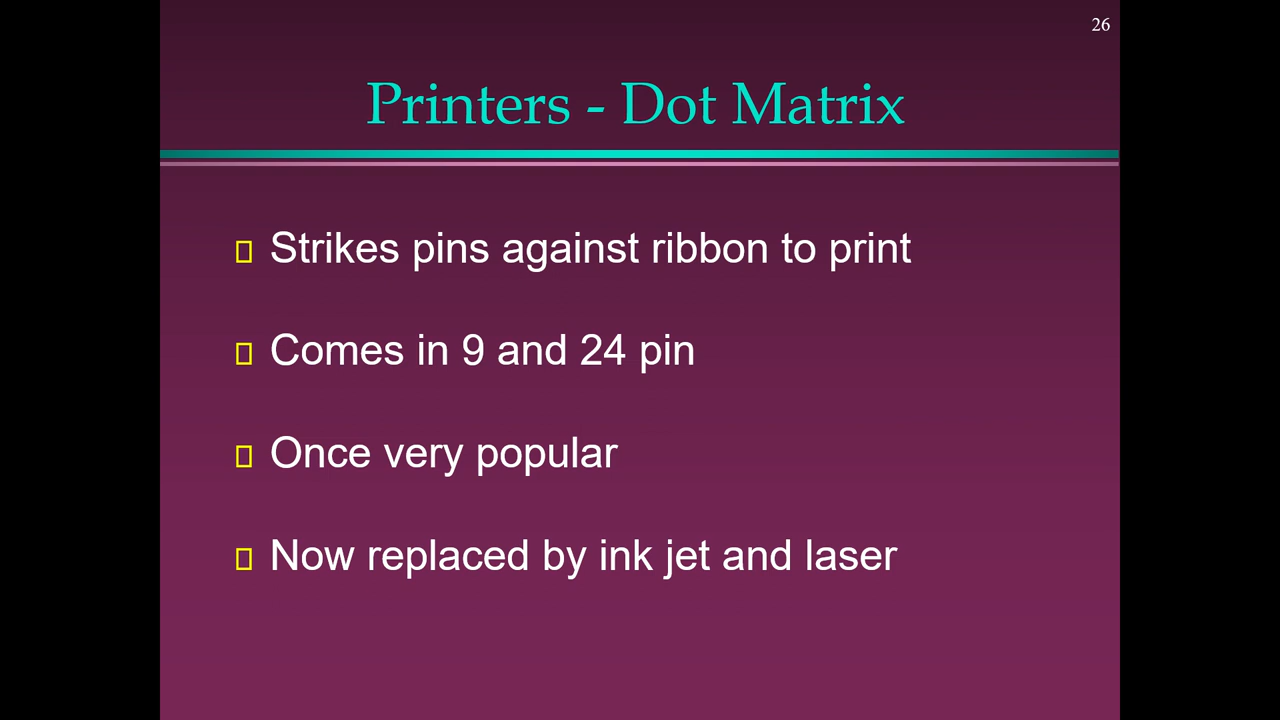 26
Printers - Dot Matrix
Strikes pins against ribbon to print
Comes in 9 and 24 pin
Once very popular
Now replaced by ink jet and laser